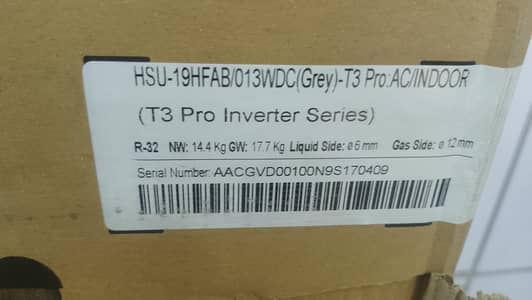 HSU-19HFAB/013WDC(Grey)-T3 Pro:AC/INDOOR
(T3 Pro Inverter Series)
R-32 NW: 14.4 Kg GW: 17.7 Kg Liquid Side: ø 6 mm Gas Side: ø 12 mm
Serial Number: AACGVD00100N9S170409